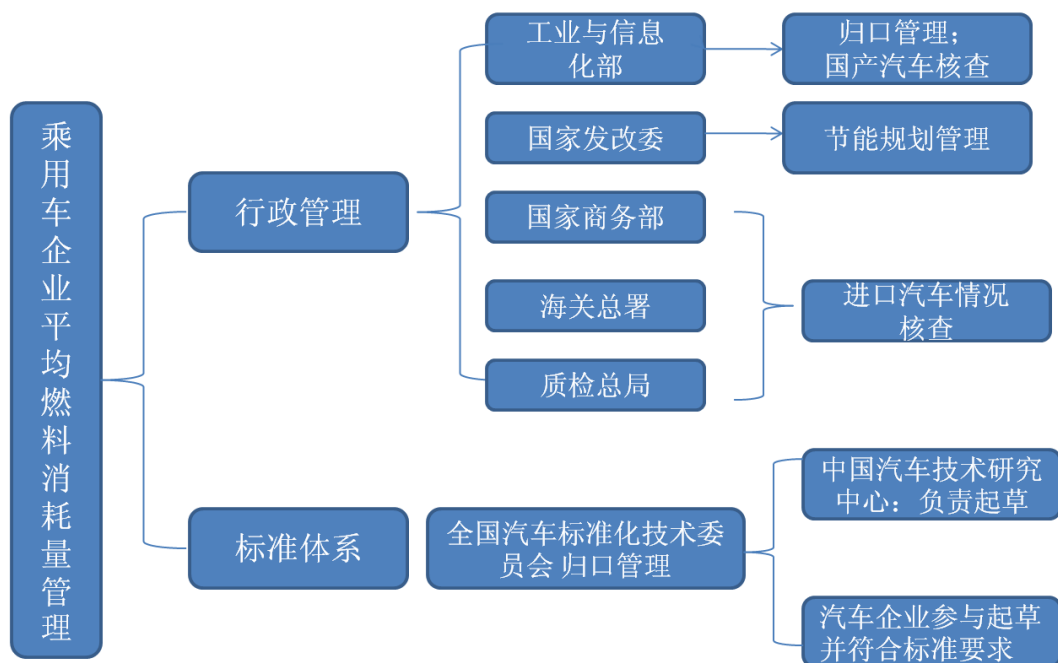 乘用车企业平均燃料消耗量管理
行政管理
工业与信息
化部
归口管理；
国产汽车核查
国家发改委
节能规划管理
国家商务部
海关总署
质检总局
进口汽车情况
核查
标准体系
全国汽车标准化技术委
员会 归口管理
中国汽车技术研究
中心：负责起草
汽车企业参与起草
并符合标准要求